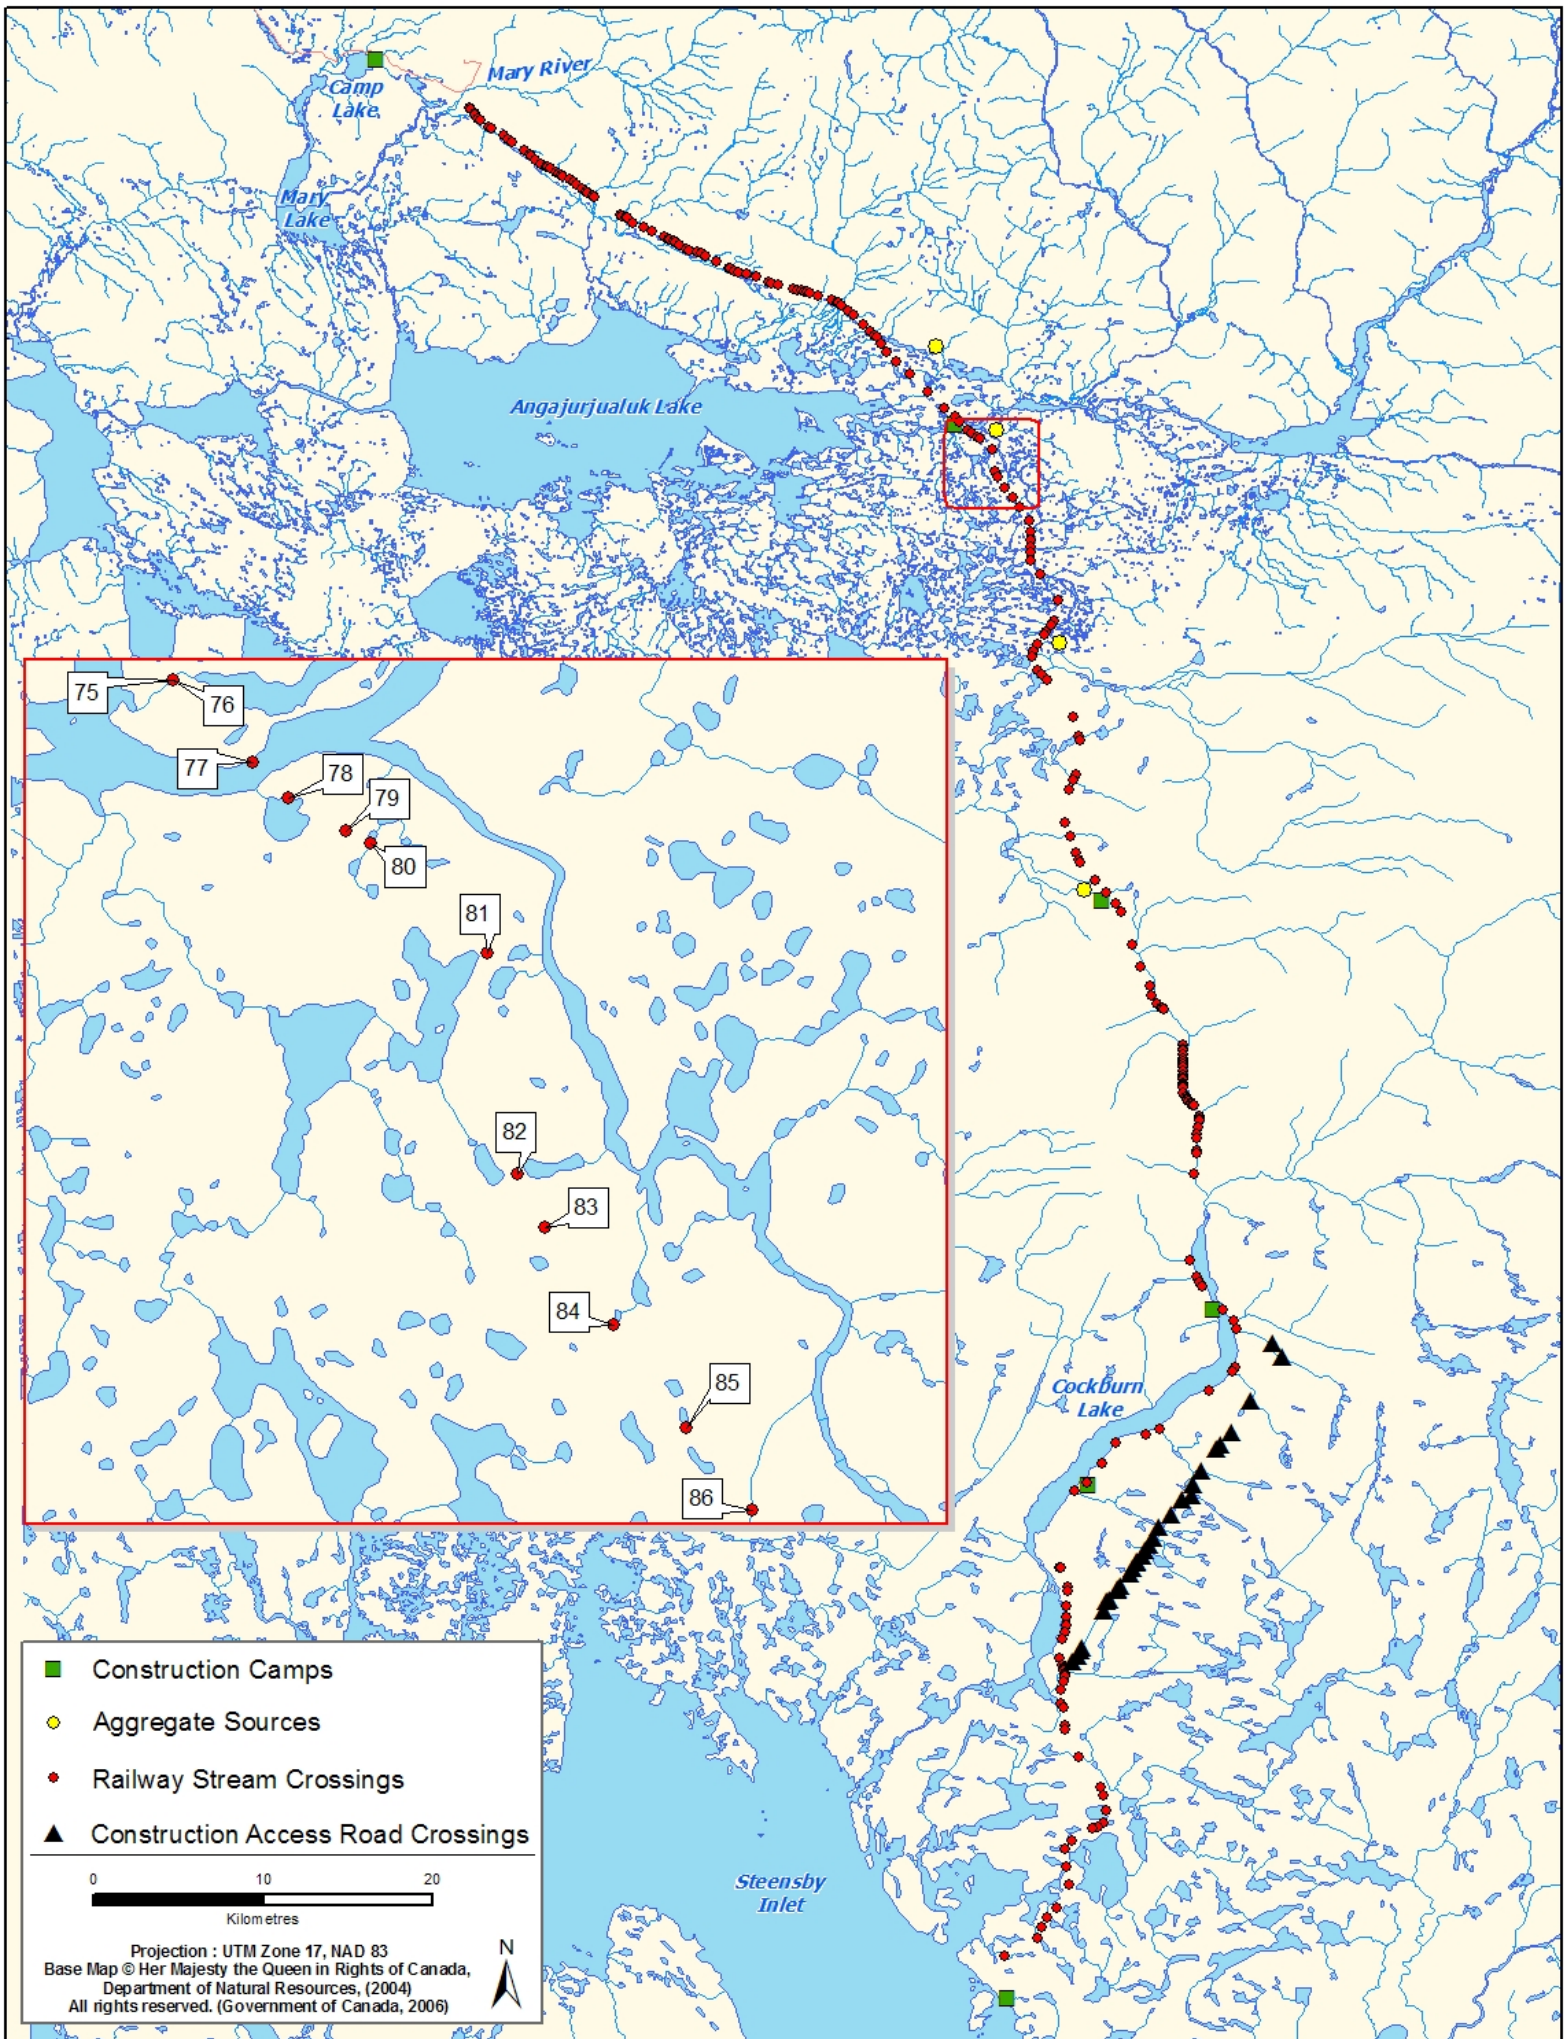 Mary River
Camp
Lake
Mary
Lake
Angajurjualuk Lake
75
76
77
78
79
80
81
82
83
84
85
86
Cockburn
Lake
Steensby
Inlet
Construction Camps
Aggregate Sources
Railway Stream Crossings
Construction Access Road Crossings
0 10 20
Kilometres
Projection : UTM Zone 17, NAD 83
Base Map © Her Majesty the Queen in Rights of Canada,
Department of Natural Resources, (2004)
All rights reserved. (Government of Canada, 2006)
N